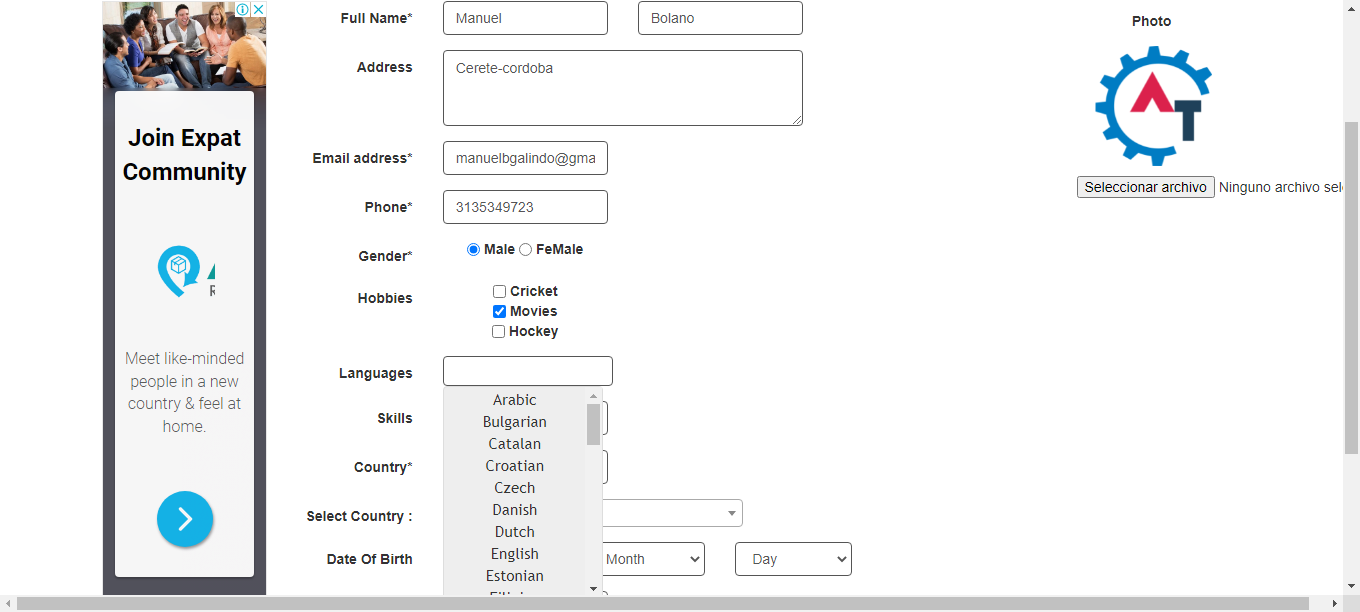 Join Expat
Community
R
Meet like-minded
people in a new
country & feel at
home.
Full Name* Manuel Bolano
Address Cerete-cordoba
Email address* manuelbgalindo@gma
Phone* 3135349723
Gender* Male FeMale
Hobbies Cricket
Movies
Hockey
Languages
Arabic
Bulgarian
Catalan
Croatian
Czech
Danish
Dutch
English
Estonian
Skills
Country*
Select Country :
Date Of Birth Month Day
Photo
AT
Seleccionar archivo Ninguno archivo sel